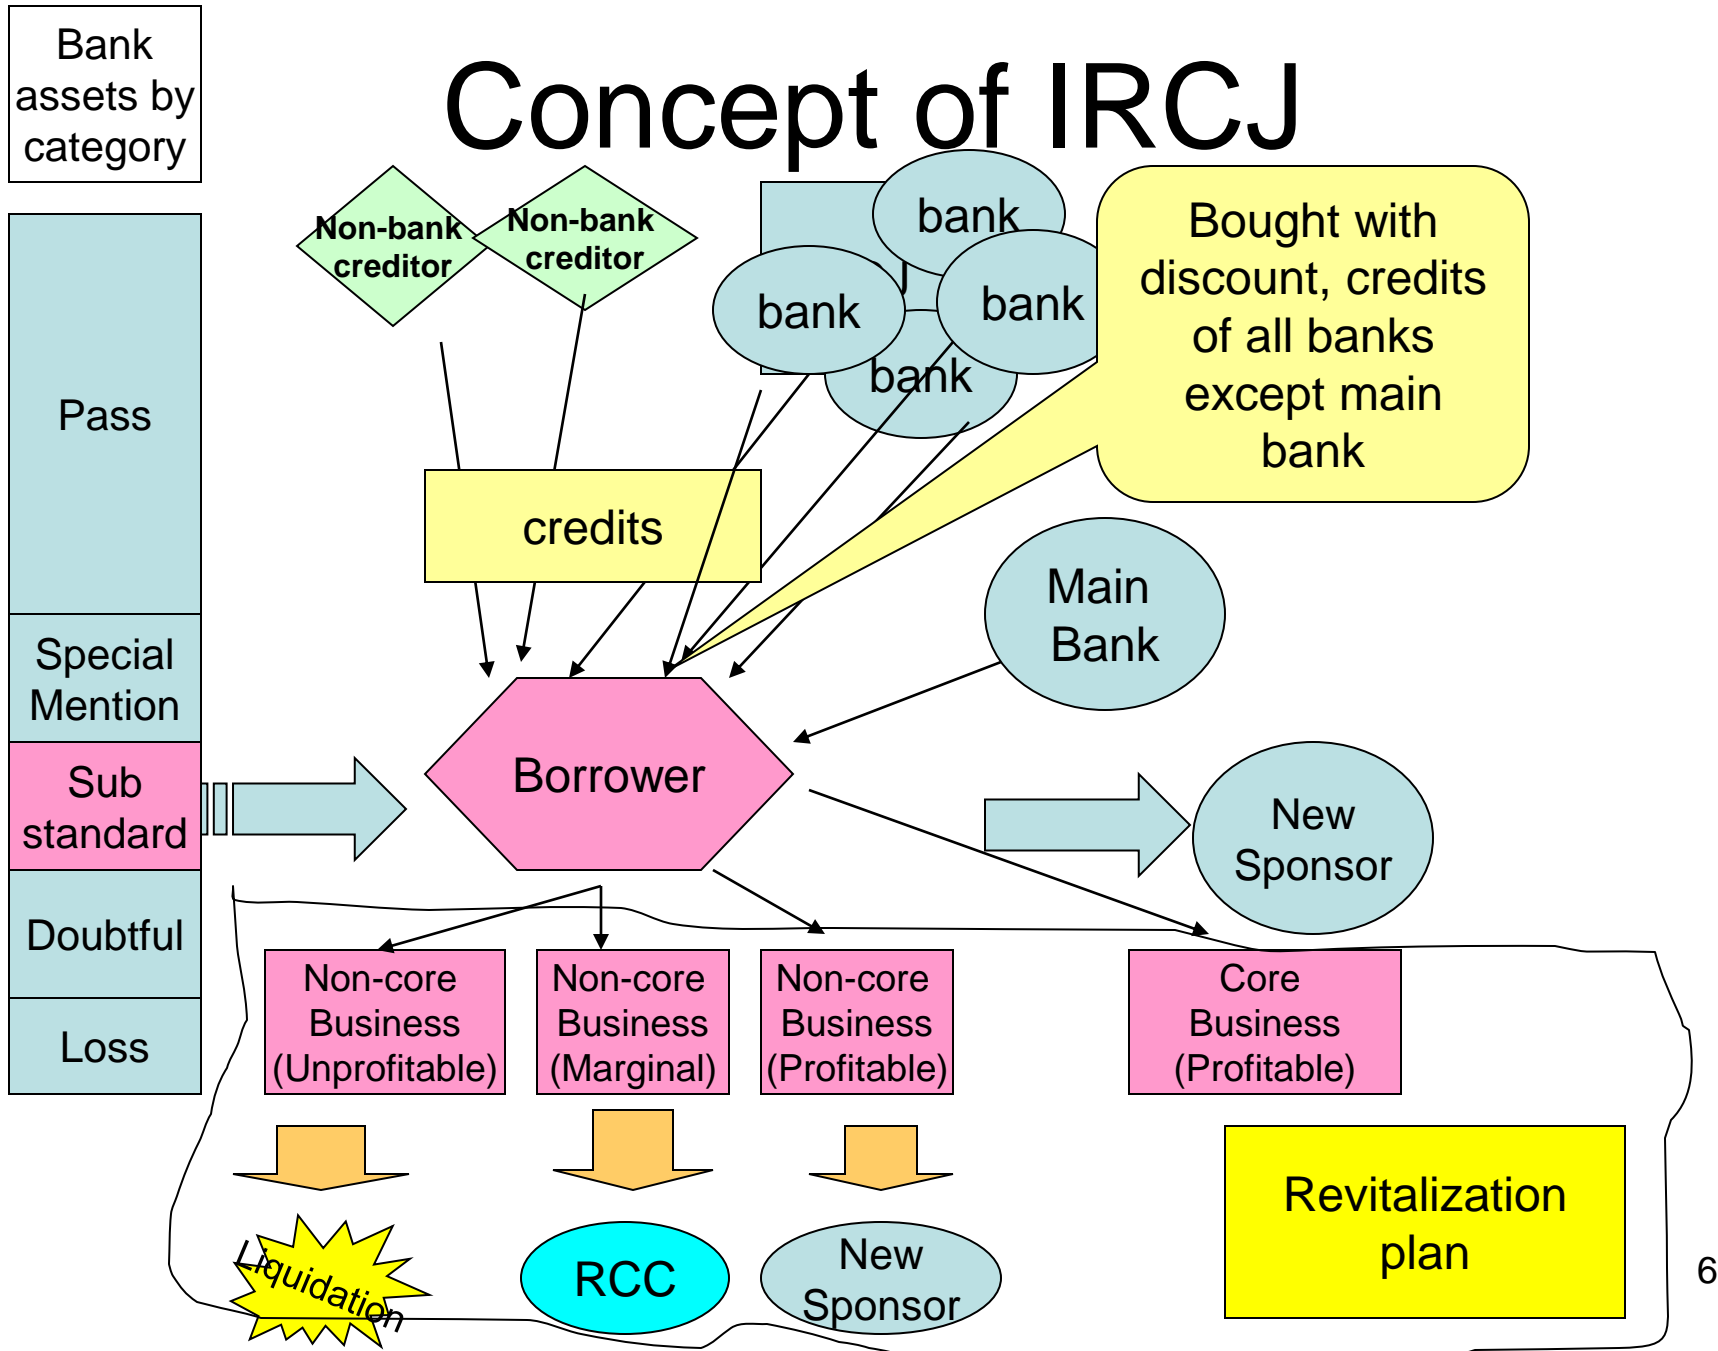 Bank
assets by
category
Concept of IRCJ
Non-bank
creditor
Non-bank
creditor
bank
bank
bank
bank
Bought with
discount, credits
of all banks
except main
bank
Pass
credits
Main
Bank
Special
Mention
Sub
standard
Borrower
New
Sponsor
Doubtful
Loss
Non-core
Business
(Unprofitable)
Non-core
Business
(Marginal)
Non-core
Business
(Profitable)
Core
Business
(Profitable)
Liquidation
RCC
New
Sponsor
Revitalization
plan
6